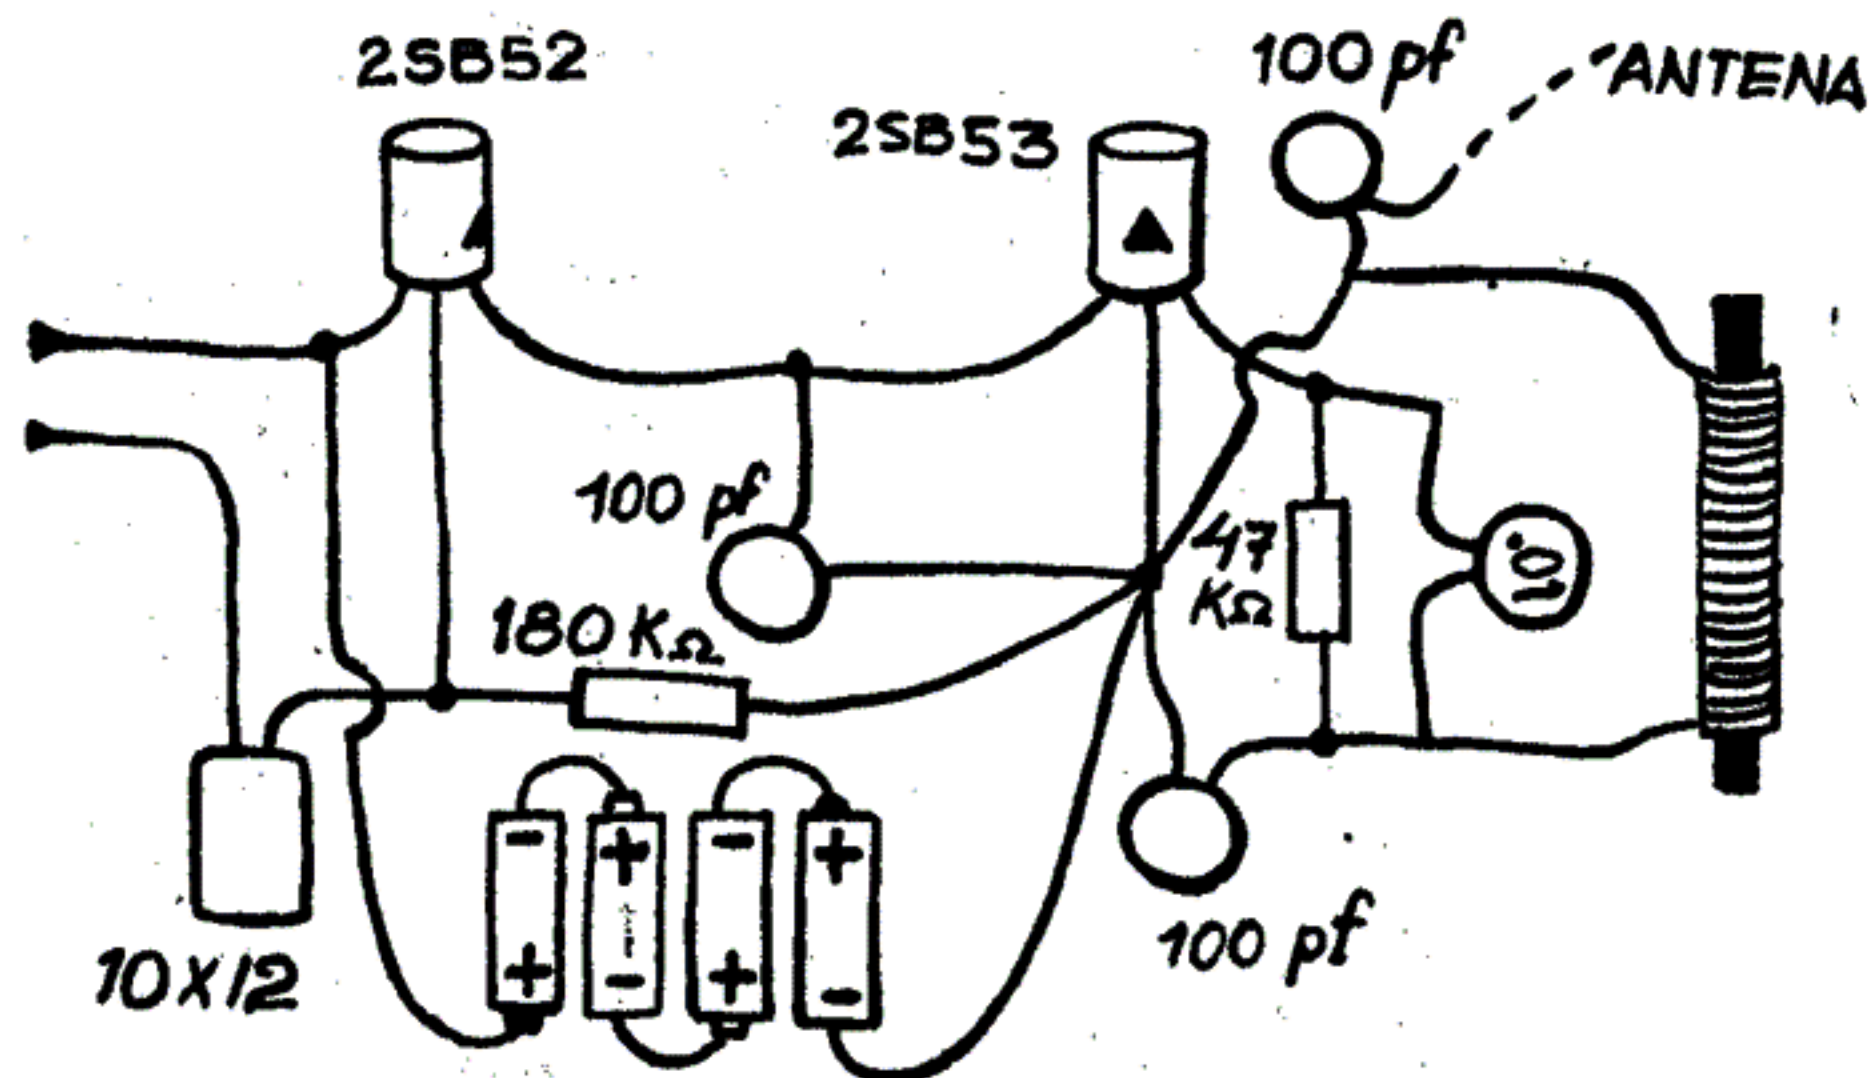 2SB52
2SB53
100 pf
ANTENA
100 pf
47
KΩ
.01
180 KΩ
- + - +
+ - + -
10X12
100 pf